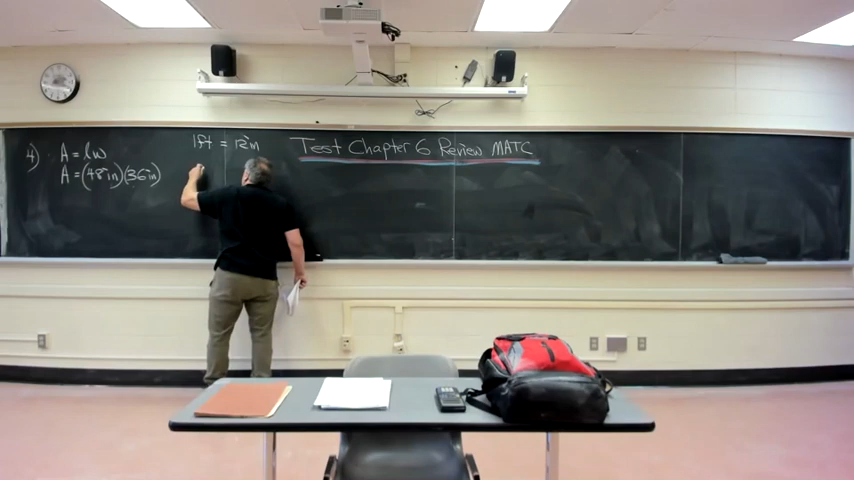 4) A = lw
A = (48in)(36in)
1ft = 12in
Test Chapter 6 Review MATC